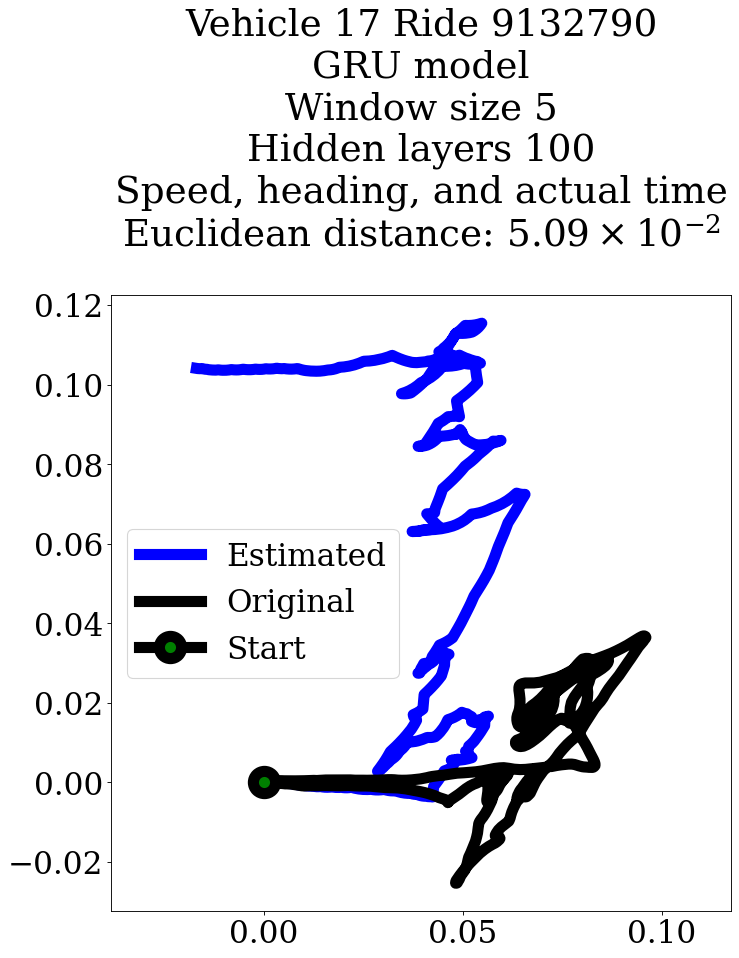 Vehicle 17 Ride 9132790
GRU model
Window size 5
Hidden layers 100
Speed, heading, and actual time
Euclidean distance: 5.09 × 10⁻²
0.12
0.10
0.08
0.06
0.04
0.02
0.00
−0.02
Estimated
Original
Start
0.00 0.05 0.10